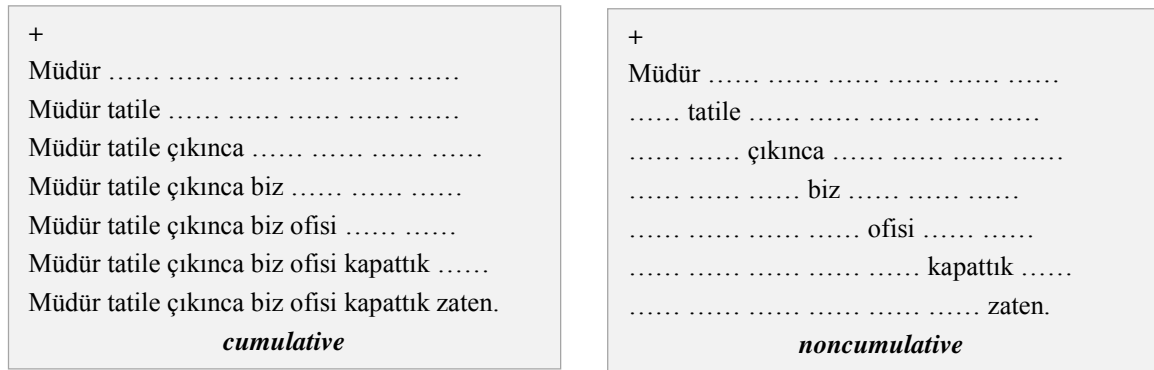 +
Müdür …… …… …… …… ……
Müdür tatile …… …… …… …… ……
Müdür tatile çıkınca …… …… …… ……
Müdür tatile çıkınca biz …… …… ……
Müdür tatile çıkınca biz ofisi …… ……
Müdür tatile çıkınca biz ofisi kapattık ……
Müdür tatile çıkınca biz ofisi kapattık zaten.
cumulative
+
Müdür …… …… …… …… …… ……
…… tatile …… …… …… …… ……
…… …… çıkınca …… …… …… ……
…… …… …… biz …… …… ……
…… …… …… …… ofisi …… ……
…… …… …… …… …… kapattık ……
…… …… …… …… …… …… zaten.
noncumulative